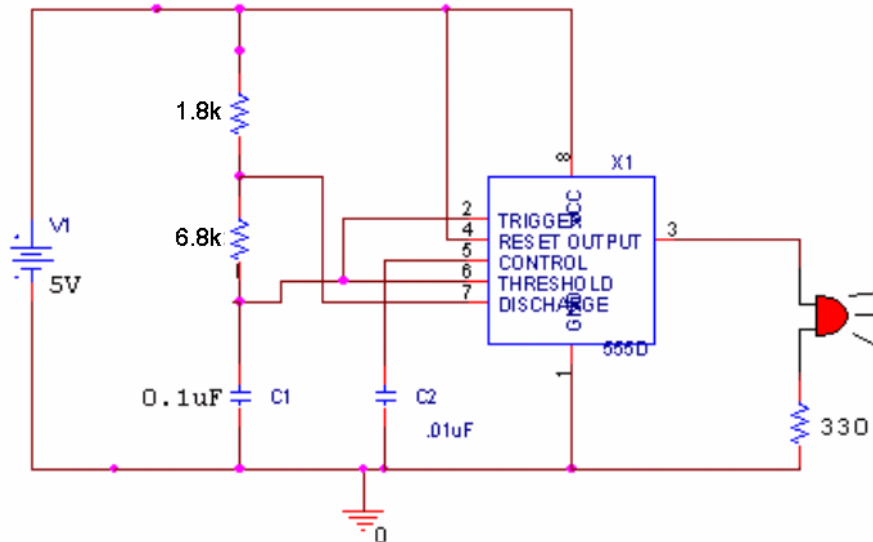 1.8k
8
X1
VCC
V1
6.8k
2 TRIGGER
4 RESET OUTPUT 3
5 CONTROL
6 THRESHOLD
7 DISCHARGE
GND
5V
555D
1
0.1uF C1
C2
.01uF
330
0